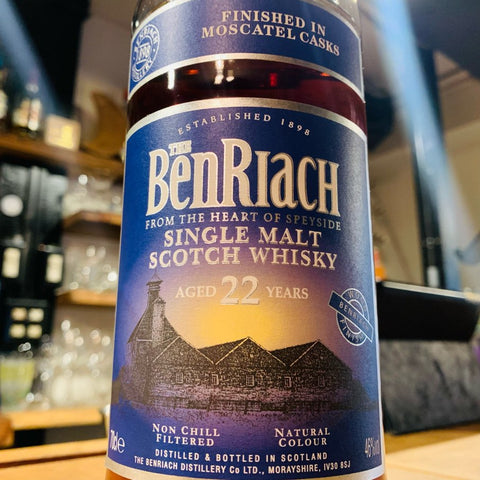 FINISHED IN
MOSCATEL CASKS
1898
ESTABLISHED 1898
THE
BENRIACH
FROM THE HEART OF SPEYSIDE
SINGLE MALT
SCOTCH WHISKY
AGED 22 YEARS
NON CHILL
FILTERED
NATURAL
COLOUR
70cl e
46%
DISTILLED & BOTTLED IN SCOTLAND
THE BENRIACH DISTILLERY Co LTD., MORAYSHIRE, IV30 8SJ